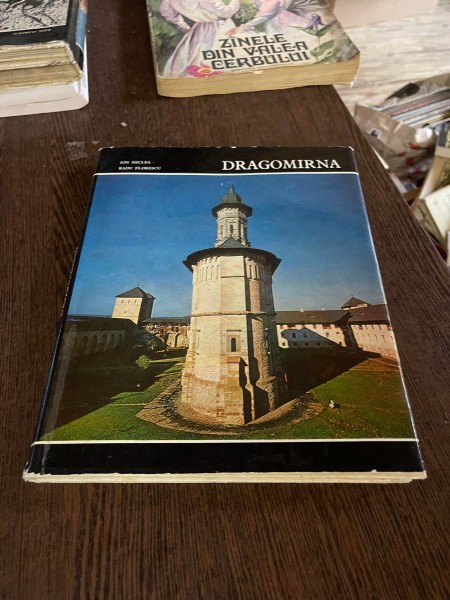 ZINELE
DIN VALEA
CERBULUI
ION MICLEA -
RADU FLORESCU
DRAGOMIRNA